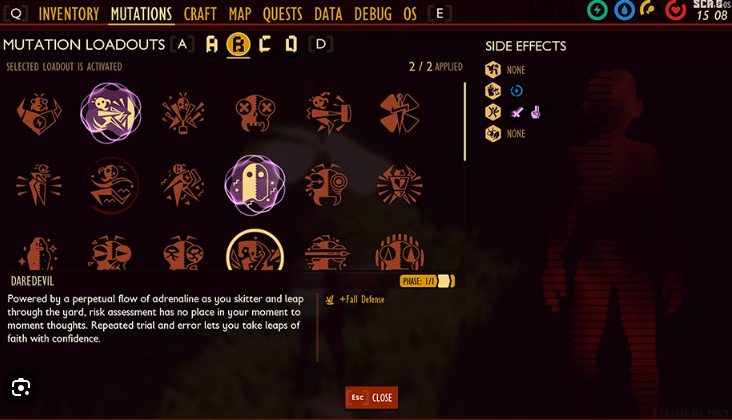 Q INVENTORY MUTATIONS CRAFT MAP QUESTS DATA DEBUG OS E
SCA.B OS
15 08
MUTATION LOADOUTS A A B C D D
SIDE EFFECTS
SELECTED LOADOUT IS ACTIVATED 2 / 2 APPLIED
NONE
NONE
DAREDEVIL
PHASE: 1/1
Powered by a perpetual flow of adrenaline as you skitter and leap
through the yard, risk assessment has no place in your moment to
moment thoughts. Repeated trial and error lets you take leaps of
faith with confidence.
+Fall Defense
Esc CLOSE